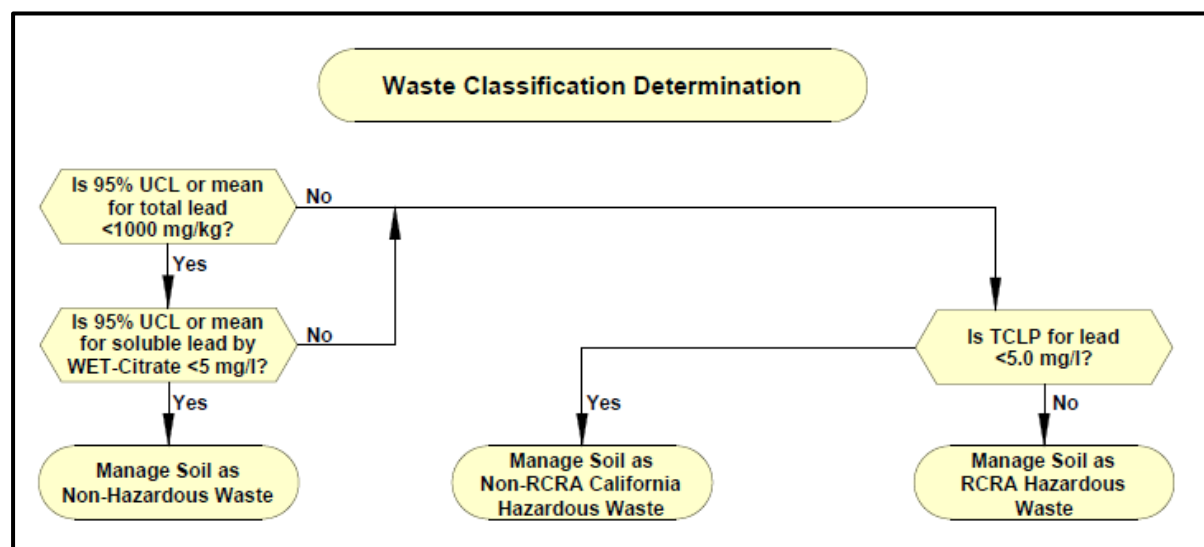 Waste Classification Determination
Is 95% UCL or mean
for total lead
<1000 mg/kg?
No
Yes
Is 95% UCL or mean
for soluble lead by
WET-Citrate <5 mg/l?
No
Is TCLP for lead
<5.0 mg/l?
Yes
Yes
No
Manage Soil as
Non-Hazardous Waste
Manage Soil as
Non-RCRA California
Hazardous Waste
Manage Soil as
RCRA Hazardous
Waste